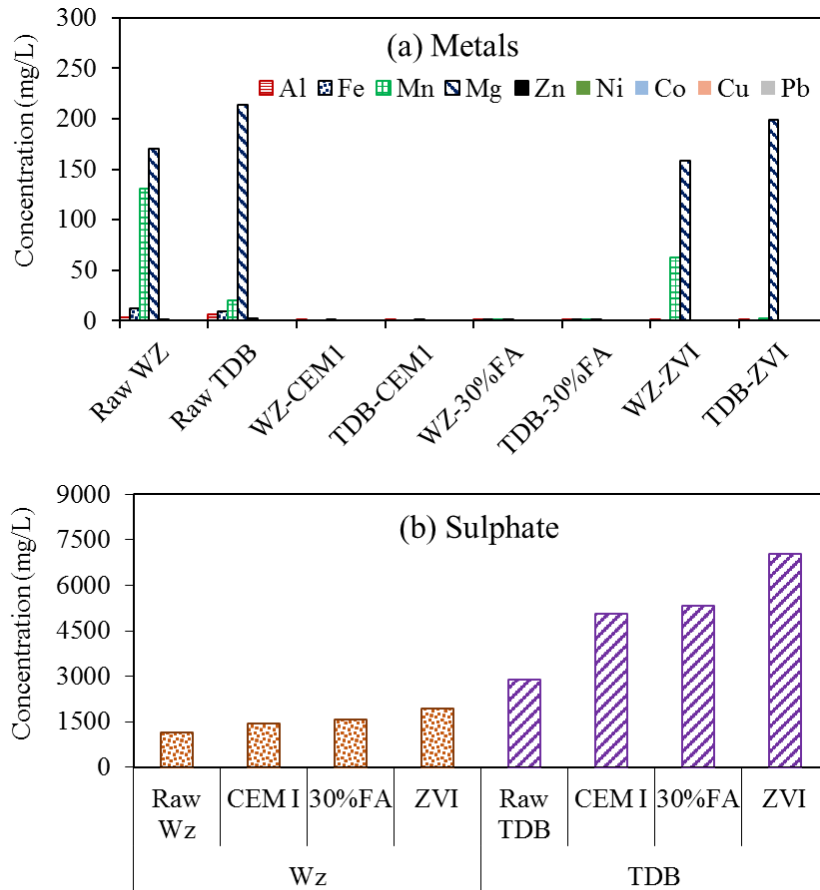 (a) Metals
Al Fe Mn Mg Zn Ni Co Cu Pb
Concentration (mg/L)
300
250
200
150
100
50
0
Raw WZ
Raw TDB
WZ-CEM1
TDB-CEM1
WZ-30%FA
TDB-30%FA
WZ-ZVI
TDB-ZVI
(b) Sulphate
Concentration (mg/L)
9000
7500
6000
4500
3000
1500
0
Raw
Wz
CEM I
30%FA
ZVI
Raw
TDB
CEM I
30%FA
ZVI
Wz
TDB